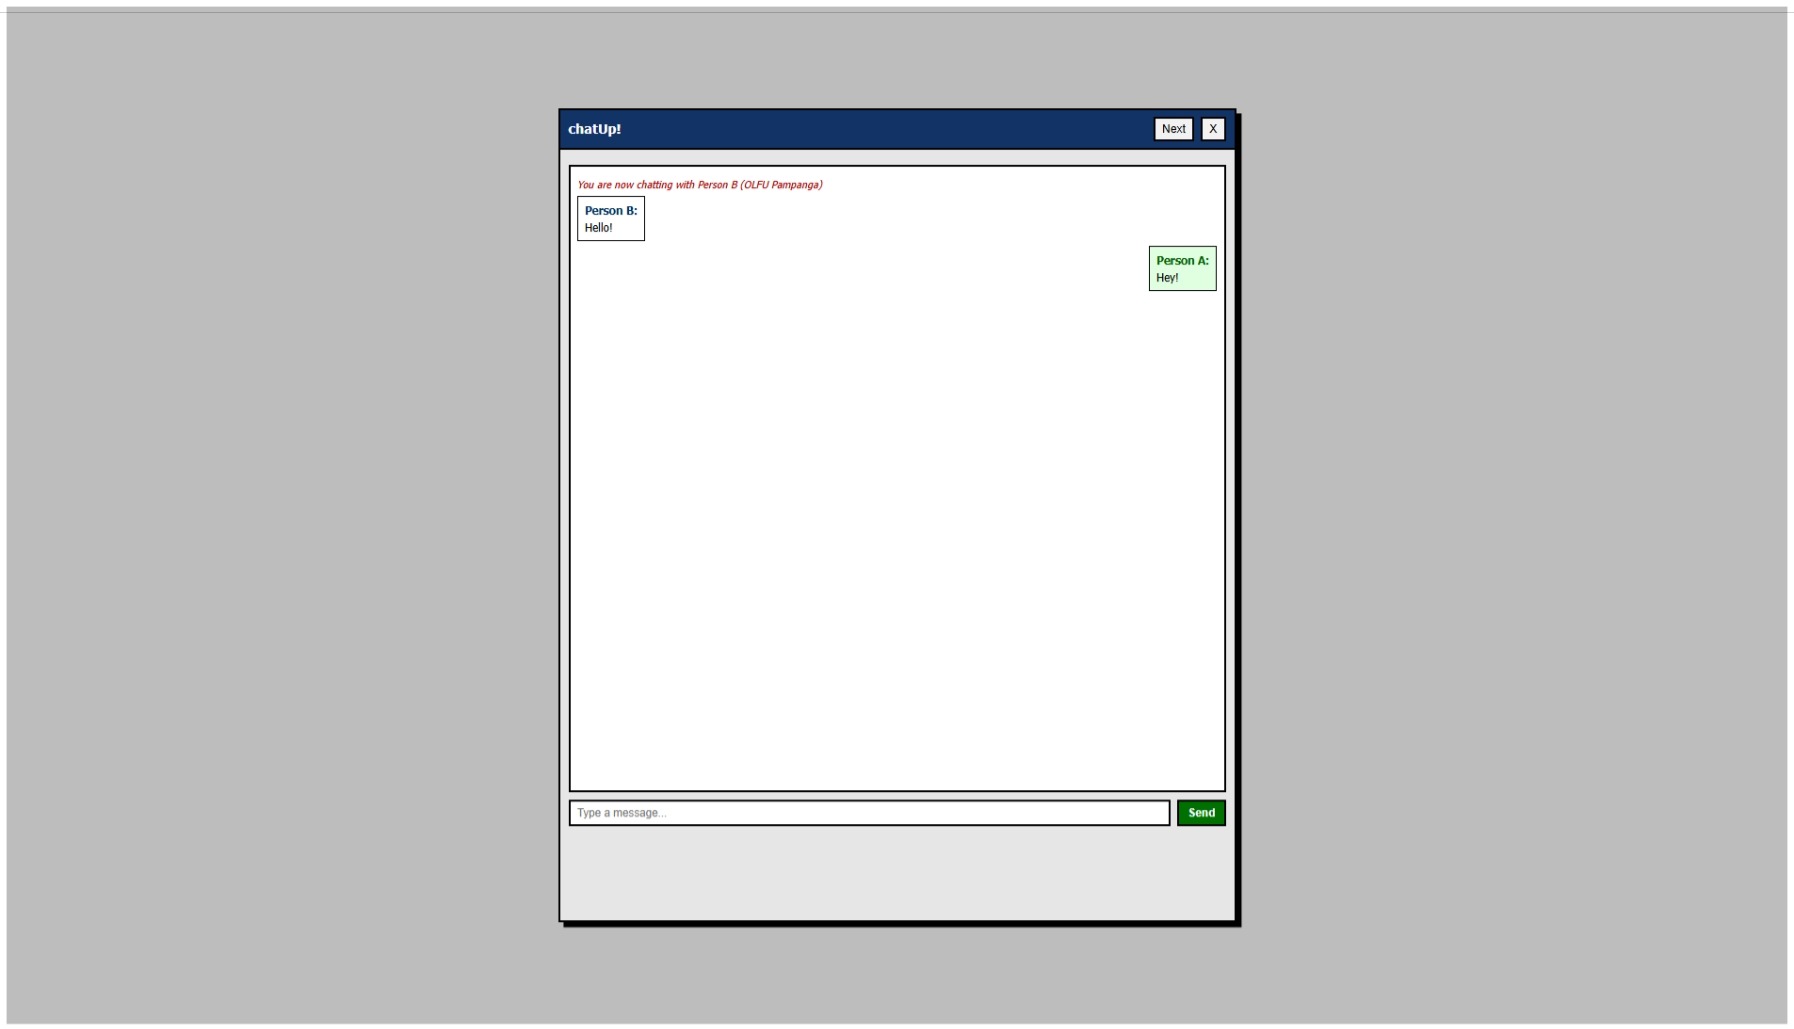 chatUp!
Next
X
You are now chatting with Person B (OLFU Pampanga)
Person B:
Hello!
Person A:
Hey!
Type a message...
Send